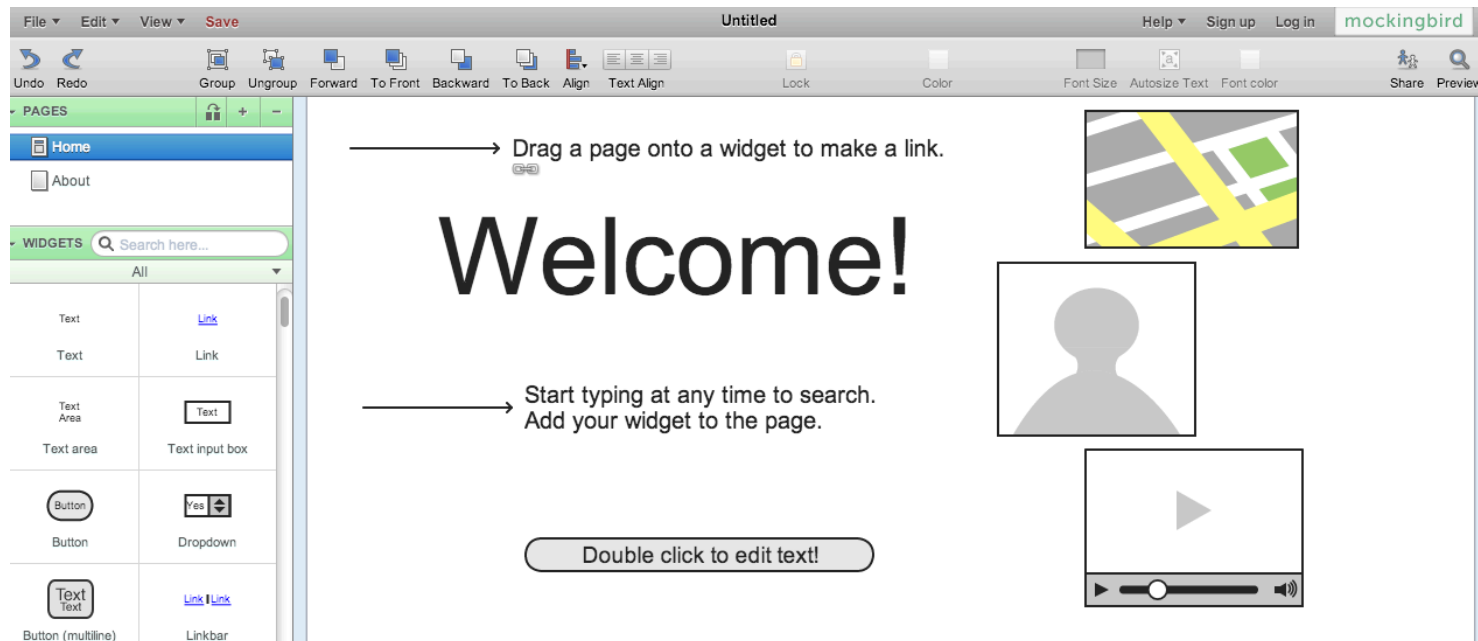 File ▾ Edit ▾ View ▾ Save Untitled Help ▾ Sign up Log in mockingbird
Undo Redo Group Ungroup Forward To Front Backward To Back Align Text Align Lock Color Font Size Autosize Text Font color Share Preview
PAGES + −
Home
About
WIDGETS Search here...
All
Text Link
Text Link
Text
Area
Text
Text area Text input box
Button Yes
Button Dropdown
Text
Text
Link Link
Button (multiline) Linkbar
Drag a page onto a widget to make a link.
Welcome!
Start typing at any time to search.
Add your widget to the page.
Double click to edit text!